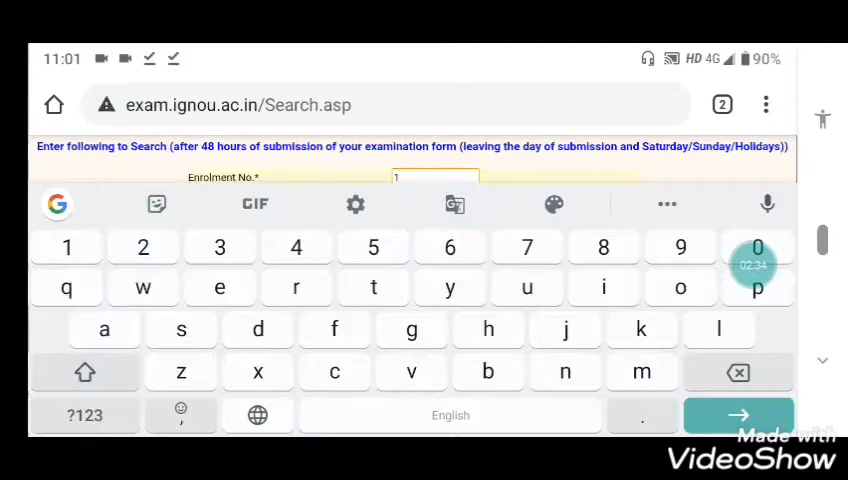 11:01 HD 4G 90%
exam.ignou.ac.in/Search.asp 2
Enter following to Search (after 48 hours of submission of your examination form (leaving the day of submission and Saturday/Sunday/Holidays))
Enrolment No.* 1
G GIF
1 2 3 4 5 6 7 8 9 0
02:34
q w e r t y u i o p
a s d f g h j k l
z x c v b n m
?123 , English .
Made with
VideoShow